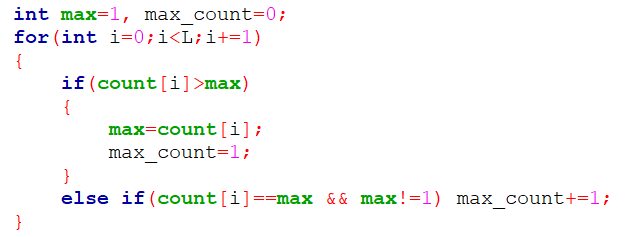 int max=1, max_count=0;
for(int i=0;i<L;i+=1)
{
    if(count[i]>max)
    {
        max=count[i];
        max_count=1;
    }
    else if(count[i]==max && max!=1) max_count+=1;
}